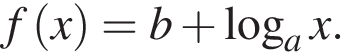 f (x) = b + logₐ x.